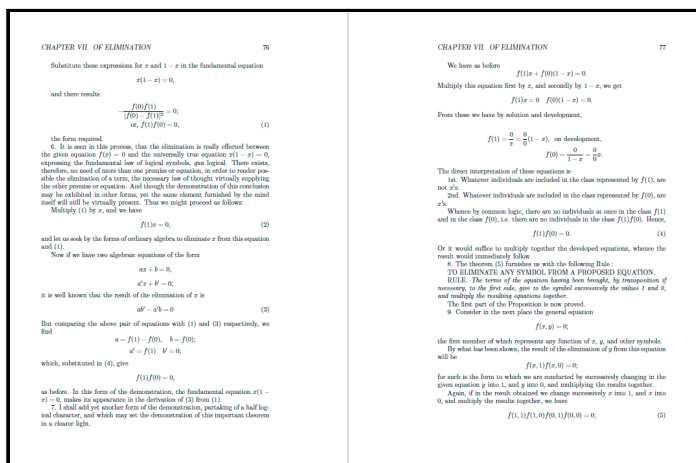 CHAPTER VII. OF ELIMINATION 76
Substitute these expressions for x and 1 − x in the fundamental equation
x(1 − x) = 0,
and there results
− f(0)f(1) / [f(0) − f(1)]² = 0;
or, f(1)f(0) = 0, (1)
the form required.
6. It is seen in this process, that the elimination is really effected between
the given equation f(x) = 0 and the universally true equation x(1 − x) = 0,
expressing the fundamental law of logical symbols, qua logical. There exists,
therefore, no need of more than one premise or equation, in order to render pos-
sible the elimination of a term, the necessary law of thought virtually supplying
the other premise or equation. And though the demonstration of this conclusion
may be exhibited in other forms, yet the same element furnished by the mind
itself will still be virtually present. Thus we might proceed as follows:
Multiply (1) by x, and we have
f(1)x = 0, (2)
and let us seek by the forms of ordinary algebra to eliminate x from this equation
and (1).
Now if we have two algebraic equations of the form
ax + b = 0,
a′x + b′ = 0;
it is well known that the result of the elimination of x is
ab′ − a′b = 0 (3)
But comparing the above pair of equations with (1) and (3) respectively, we
find
a = f(1) − f(0), b = f(0);
a′ = f(1) b′ = 0;
which, substituted in (4), give
f(1)f(0) = 0,
as before. In this form of the demonstration, the fundamental equation x(1 −
x) = 0, makes its appearance in the derivation of (3) from (1).
7. I shall add yet another form of the demonstration, partaking of a half log-
ical character, and which may set the demonstration of this important theorem
in a clearer light.
CHAPTER VII. OF ELIMINATION 77
We have as before
f(1)x + f(0)(1 − x) = 0.
Multiply this equation first by x, and secondly by 1 − x, we get
f(1)x = 0 f(0)(1 − x) = 0.
From these we have by solution and development,
f(1) = 0/x = 0/0 (1 − x), on development,
f(0) = 0/(1 − x) = 0/0 x.
The direct interpretation of these equations is
1st. Whatever individuals are included in the class represented by f(1), are
not x's.
2nd. Whatever individuals are included in the class represented by f(0), are
x's.
Whence by common logic, there are no individuals at once in the class f(1)
and in the class f(0), i.e. there are no individuals in the class f(1)f(0). Hence,
f(1)f(0) = 0. (4)
Or it would suffice to multiply together the developed equations, whence the
result would immediately follow.
8. The theorem (5) furnishes us with the following Rule :
TO ELIMINATE ANY SYMBOL FROM A PROPOSED EQUATION.
RULE.–The terms of the equation having been brought, by transposition if
necessary, to the first side, give to the symbol successively the values 1 and 0,
and multiply the resulting equations together.
The first part of the Proposition is now proved.
9. Consider in the next place the general equation
f(x, y) = 0;
the first member of which represents any function of x, y, and other symbols.
By what has been shown, the result of the elimination of y from this equation
will be
f(x, 1)f(x, 0) = 0;
for such is the form to which we are conducted by successively changing in the
given equation y into 1, and y into 0, and multiplying the results together.
Again, if in the result obtained we change successively x into 1, and x into
0, and multiply the results together, we have
f(1, 1)f(1, 0)f(0, 1)f(0, 0) = 0; (5)